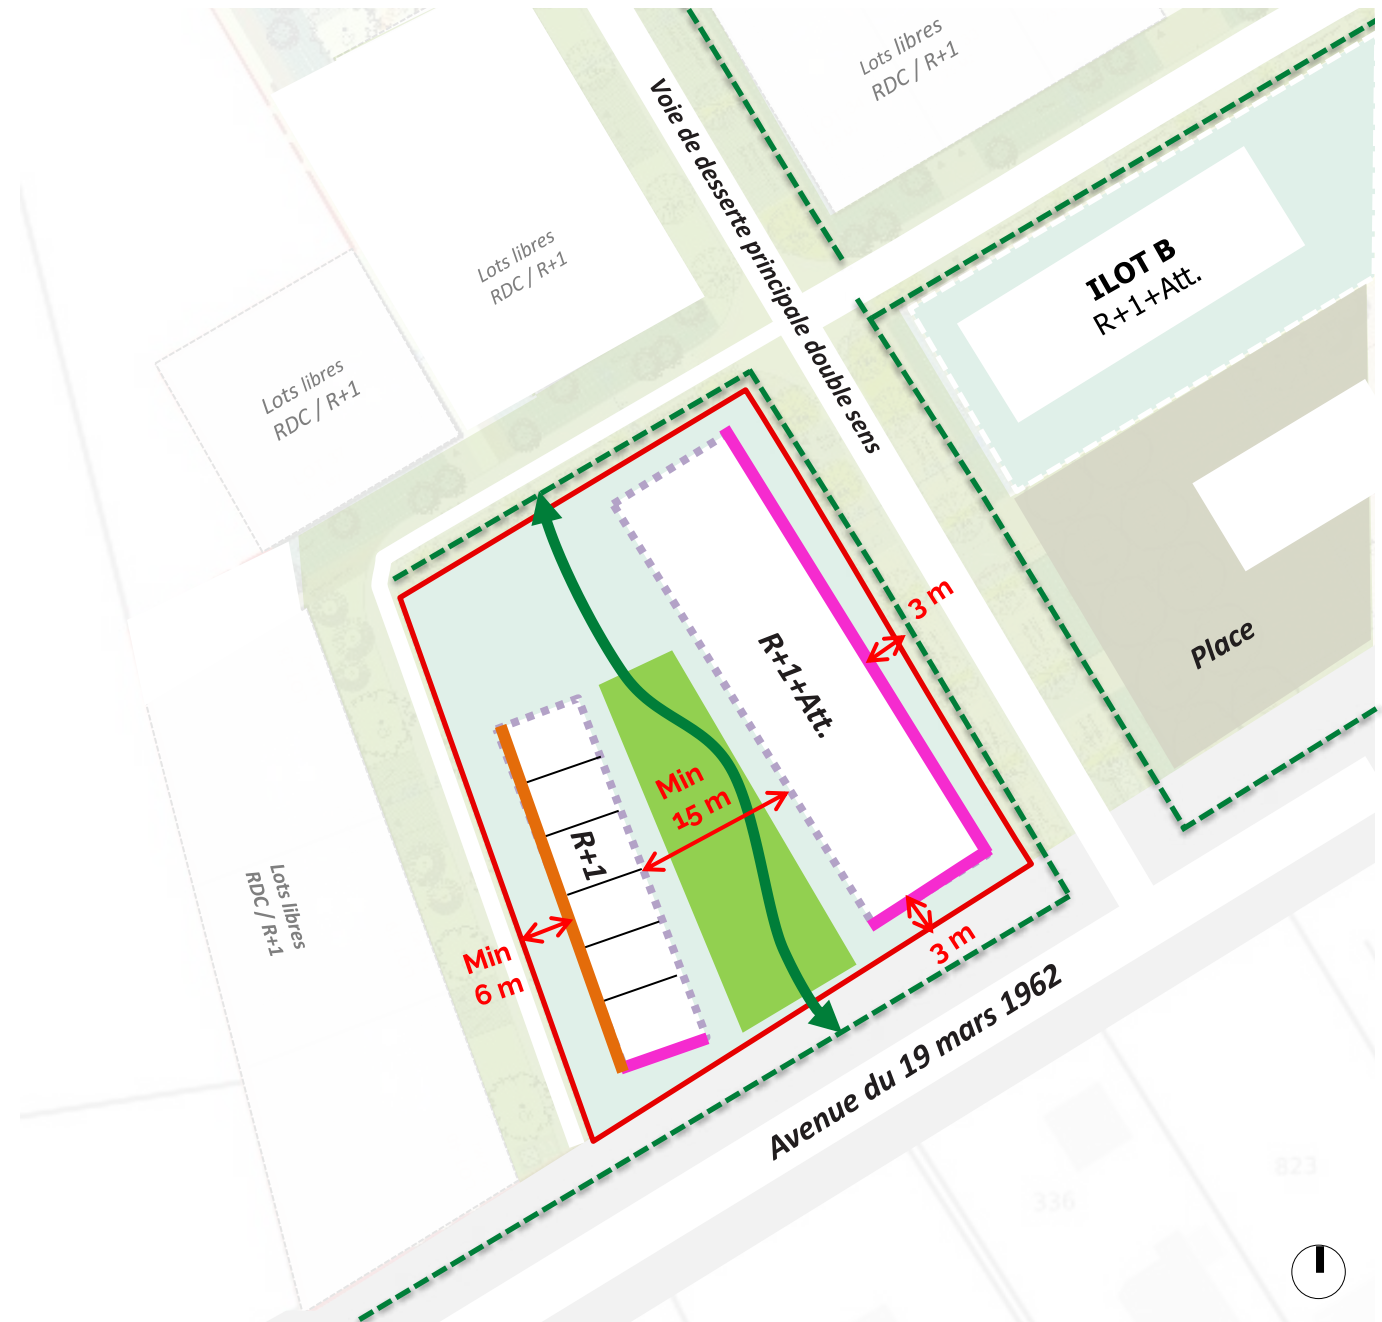 Lots libres
RDC / R+1
Voie de desserte principale double sens
Lots libres
RDC / R+1
ILOT B
R+1+Att.
Lots libres
RDC / R+1
3 m
Place
R+1+Att.
Min
15 m
R+1
Lots libres
RDC / R+1
Min
6 m
3 m
Avenue du 19 mars 1962
823
336